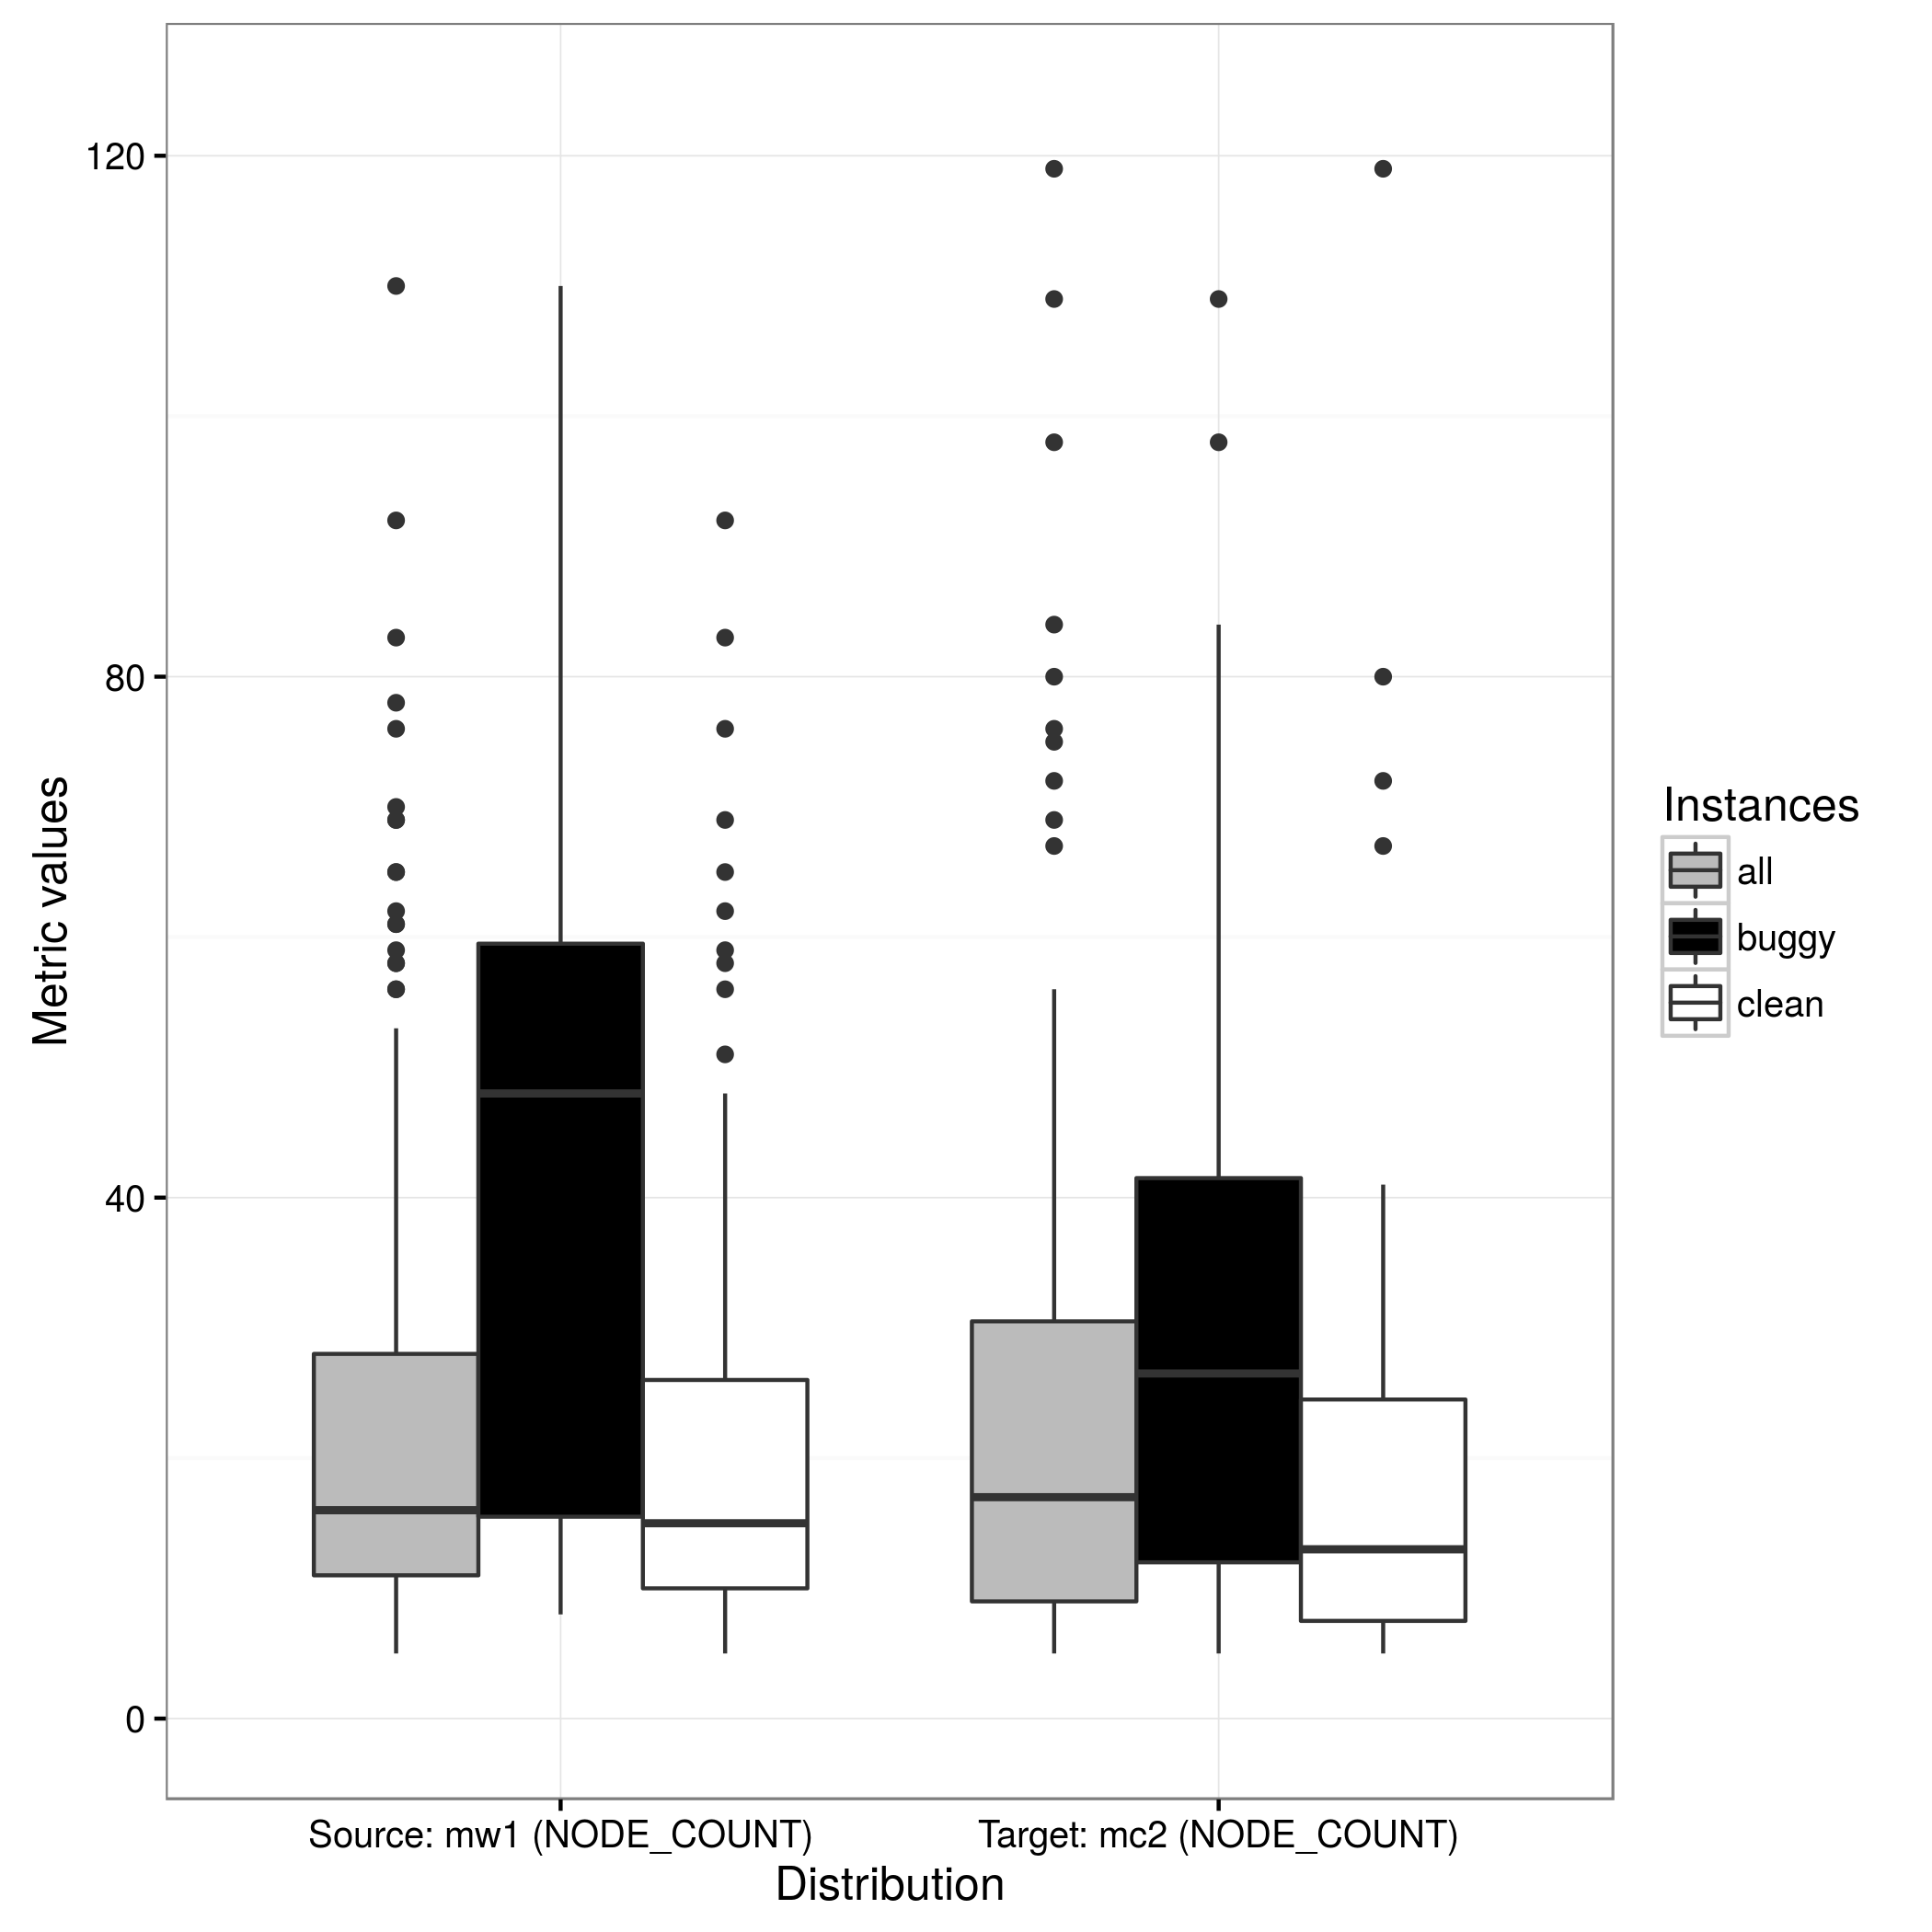 120
80
40
0
Metric values
Source: mw1 (NODE_COUNT)
Target: mc2 (NODE_COUNT)
Distribution
Instances
all
buggy
clean